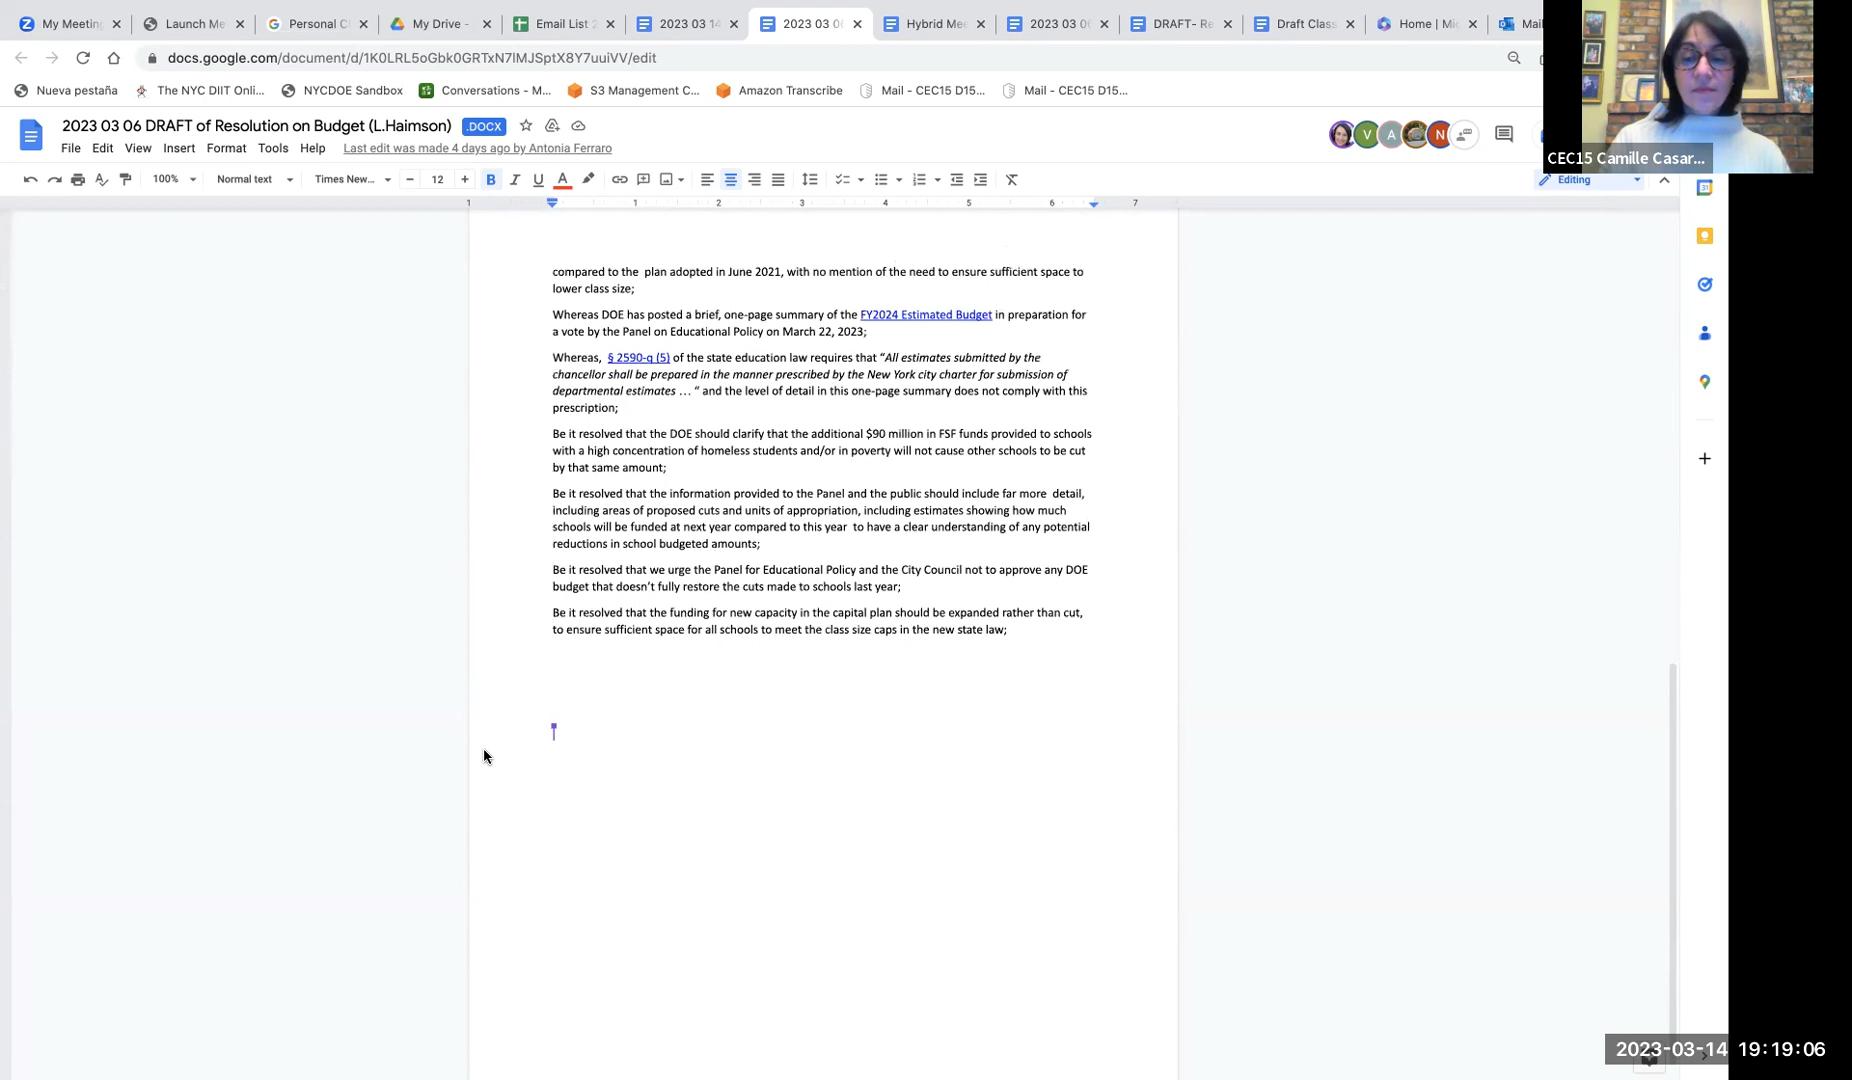 My Meeting
Launch Me
Personal C
My Drive -
Email List 2
2023 03 14
2023 03 06
Hybrid Mee
2023 03 06
DRAFT- Re
Draft Class
Home | Mi
Mail
docs.google.com/document/d/1K0LRL5oGbk0GRTxN7lMJSptX8Y7uuiVV/edit
Nueva pestaña
The NYC DIIT Onli...
NYCDOE Sandbox
Conversations - M...
S3 Management C...
Amazon Transcribe
Mail - CEC15 D15...
Mail - CEC15 D15...
2023 03 06 DRAFT of Resolution on Budget (L.Haimson) .DOCX
V A N
CEC15 Camille Casar...
File Edit View Insert Format Tools Help Last edit was made 4 days ago by Antonia Ferraro
100% Normal text Times New... − 12 + B I U A Editing
1 1 2 3 4 5 6 7
compared to the plan adopted in June 2021, with no mention of the need to ensure sufficient space to
lower class size;
Whereas DOE has posted a brief, one-page summary of the FY2024 Estimated Budget in preparation for
a vote by the Panel on Educational Policy on March 22, 2023;
Whereas, § 2590-q (5) of the state education law requires that “All estimates submitted by the
chancellor shall be prepared in the manner prescribed by the New York city charter for submission of
departmental estimates … “ and the level of detail in this one-page summary does not comply with this
prescription;
Be it resolved that the DOE should clarify that the additional $90 million in FSF funds provided to schools
with a high concentration of homeless students and/or in poverty will not cause other schools to be cut
by that same amount;
Be it resolved that the information provided to the Panel and the public should include far more detail,
including areas of proposed cuts and units of appropriation, including estimates showing how much
schools will be funded at next year compared to this year to have a clear understanding of any potential
reductions in school budgeted amounts;
Be it resolved that we urge the Panel for Educational Policy and the City Council not to approve any DOE
budget that doesn’t fully restore the cuts made to schools last year;
Be it resolved that the funding for new capacity in the capital plan should be expanded rather than cut,
to ensure sufficient space for all schools to meet the class size caps in the new state law;
2023-03-14 19:19:06